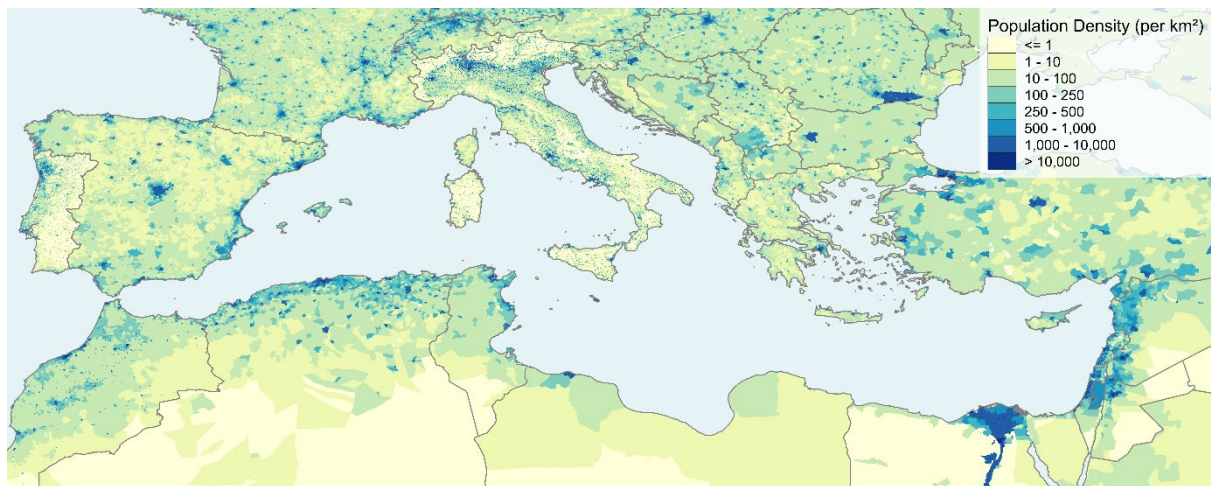 Population Density (per km²)
<= 1
1 - 10
10 - 100
100 - 250
250 - 500
500 - 1,000
1,000 - 10,000
> 10,000